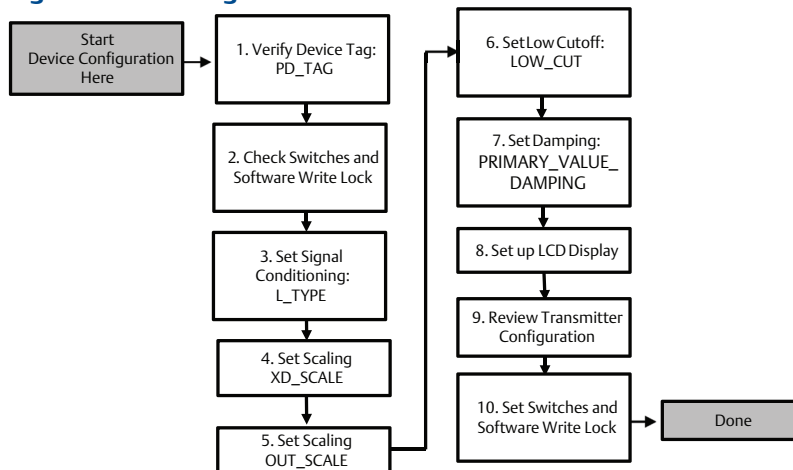 Start
Device Configuration
Here
1. Verify Device Tag:
PD_TAG
2. Check Switches and
Software Write Lock
3. Set Signal
Conditioning:
L_TYPE
4. Set Scaling
XD_SCALE
5. Set Scaling
OUT_SCALE
6. Set Low Cutoff:
LOW_CUT
7. Set Damping:
PRIMARY_VALUE_
DAMPING
8. Set up LCD Display
9. Review Transmitter
Configuration
10. Set Switches and
Software Write Lock
Done